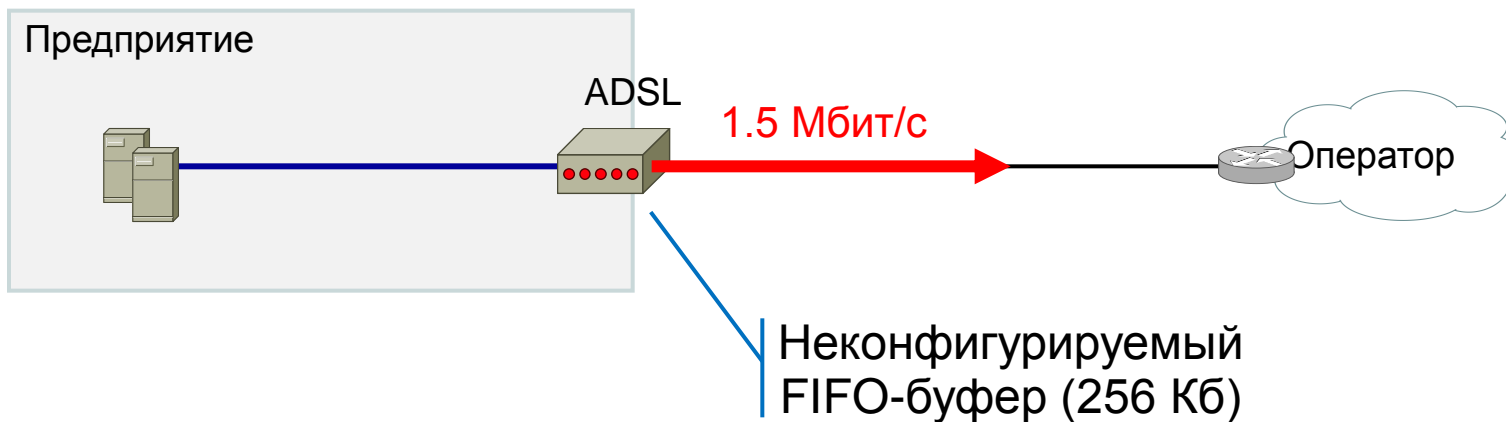 Предприятие
ADSL
1.5 Мбит/с
Оператор
Неконфигурируемый
FIFO-буфер (256 Кб)